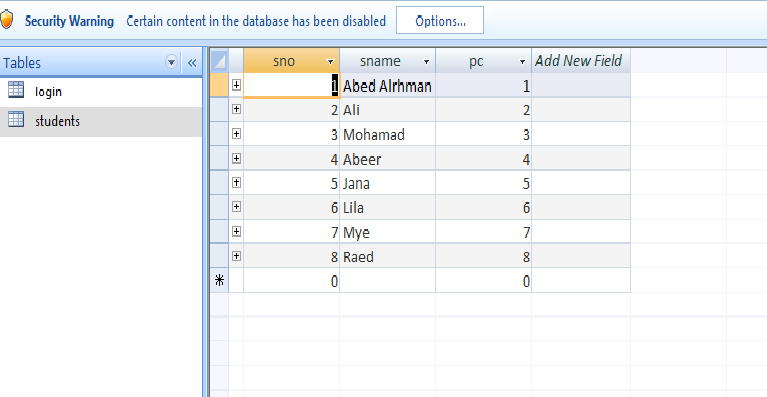 Security Warning Certain content in the database has been disabled Options...
Tables «
login
students
sno sname pc Add New Field
1 Abed Alrhman 1
2 Ali 2
3 Mohamad 3
4 Abeer 4
5 Jana 5
6 Lila 6
7 Mye 7
8 Raed 8
0 0